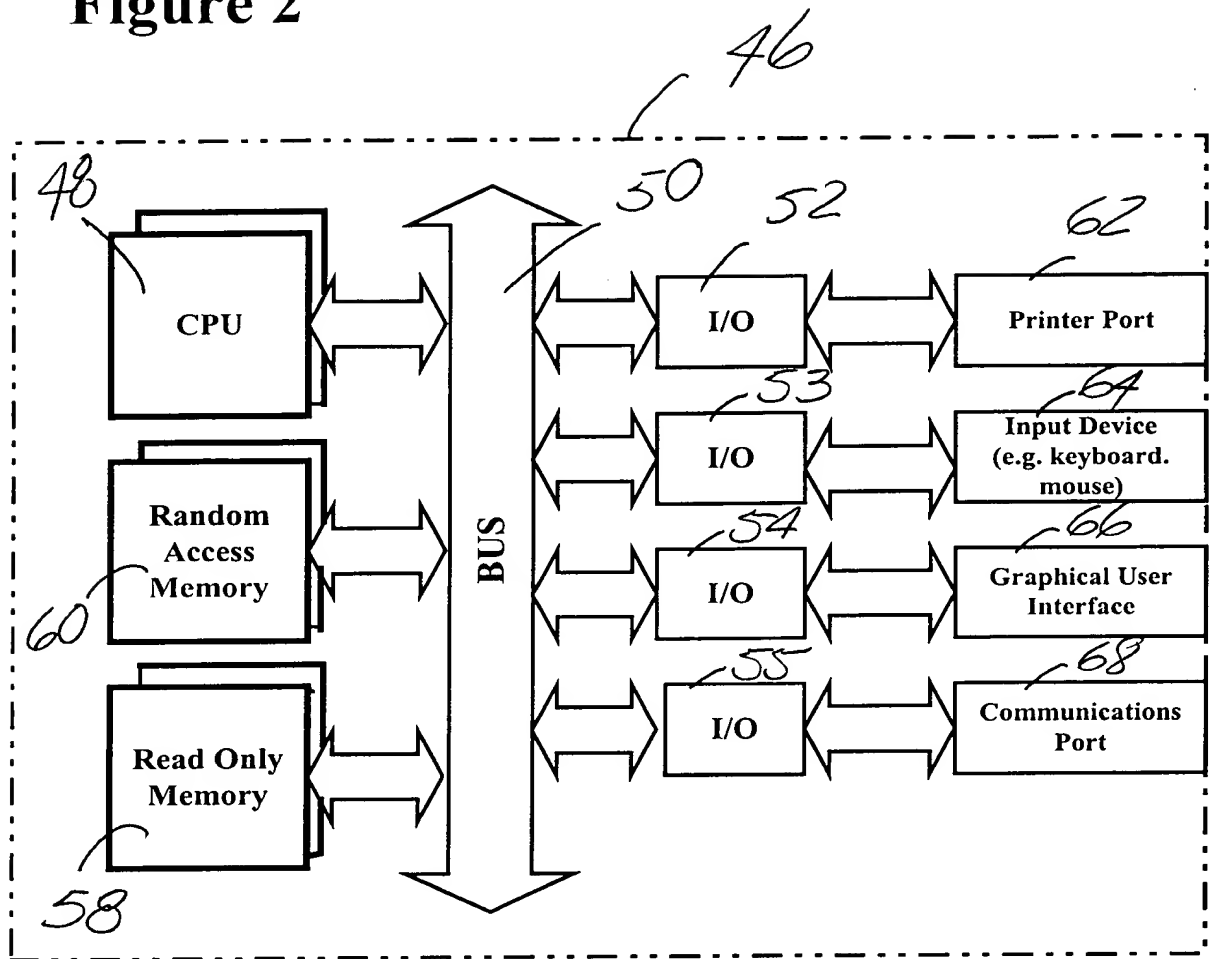 Figure 2
46
48
50
52
62
CPU
I/O
Printer Port
53
64
I/O
Input Device
(e.g. keyboard.
mouse)
Random
Access
Memory
60
BUS
54
66
I/O
Graphical User
Interface
55
68
I/O
Communications
Port
Read Only
Memory
58